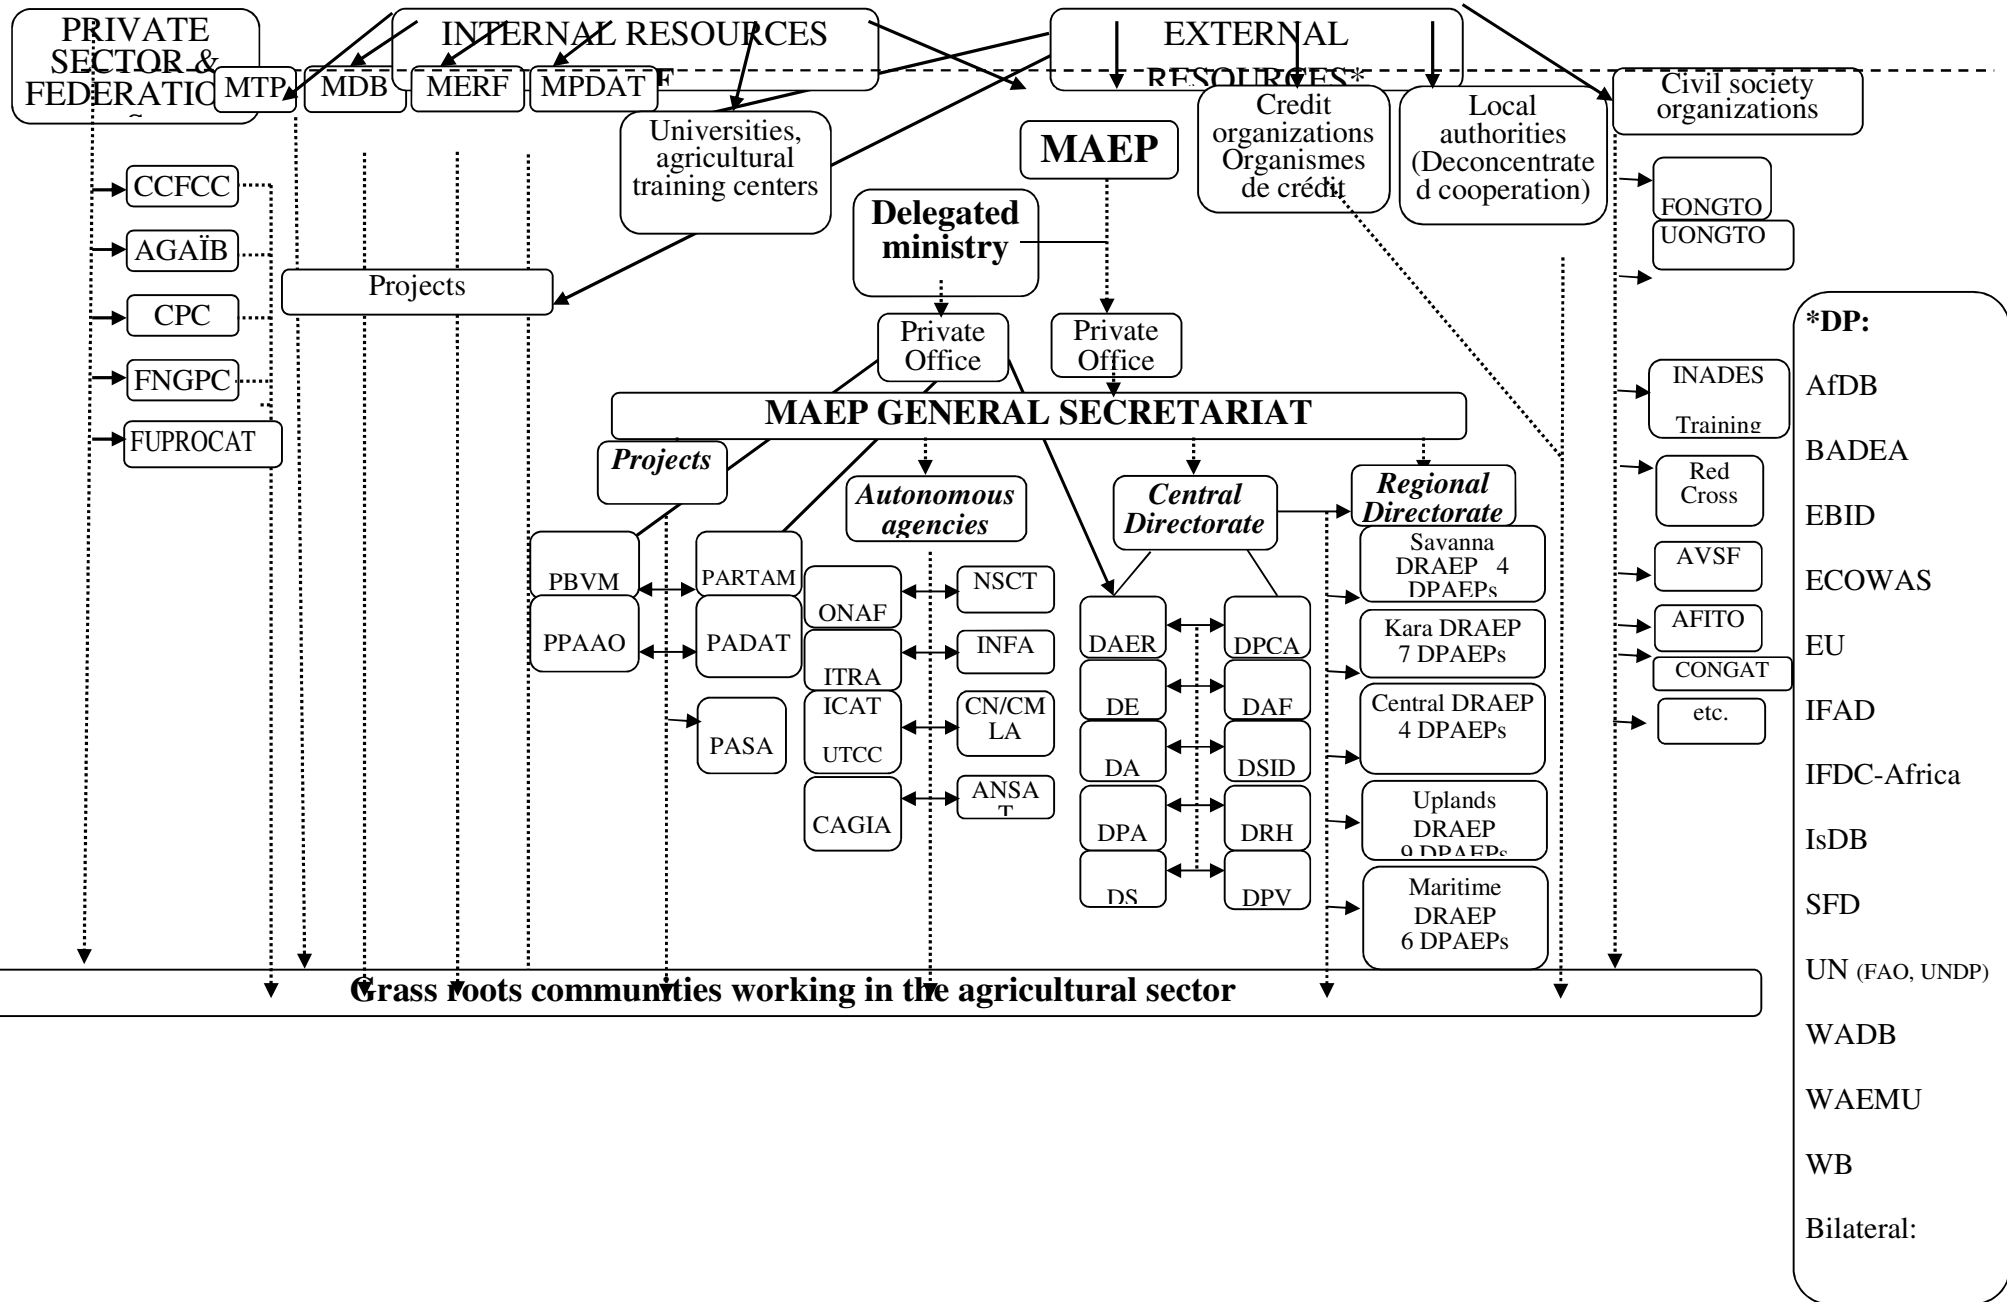 PRIVATE
SECTOR &
FEDERATIO
INTERNAL RESOURCES
EXTERNAL
RESOURCES*
MTP
MDB
MERF
MPDAT
Universities,
agricultural
training centers
MAEP
Credit
organizations
Organismes
de crédit
Local
authorities
(Deconcentrate
d cooperation)
Civil society
organizations
CCFCC
AGAÏB
CPC
FNGPC
FUPROCAT
Projects
Delegated
ministry
Private
Office
Private
Office
MAEP GENERAL SECRETARIAT
Projects
Autonomous
agencies
Central
Directorate
Regional
Directorate
PBVM
PARTAM
PPAAO
PADAT
PASA
ONAF
NSCT
ITRA
INFA
ICAT
UTCC
CN/CM
LA
CAGIA
ANSA
T
DAER
DPCA
DE
DAF
DA
DSID
DPA
DRH
DS
DPV
Savanna
DRAEP 4
DPAEPs
Kara DRAEP
7 DPAEPs
Central DRAEP
4 DPAEPs
Uplands
DRAEP
9 DPAEPs
Maritime
DRAEP
6 DPAEPs
FONGTO
UONGTO
INADES
Training
Red
Cross
AVSF
AFITO
CONGAT
etc.
*DP:
AfDB
BADEA
EBID
ECOWAS
EU
IFAD
IFDC-Africa
IsDB
SFD
UN (FAO, UNDP)
WADB
WAEMU
WB
Bilateral:
Grass roots communities working in the agricultural sector